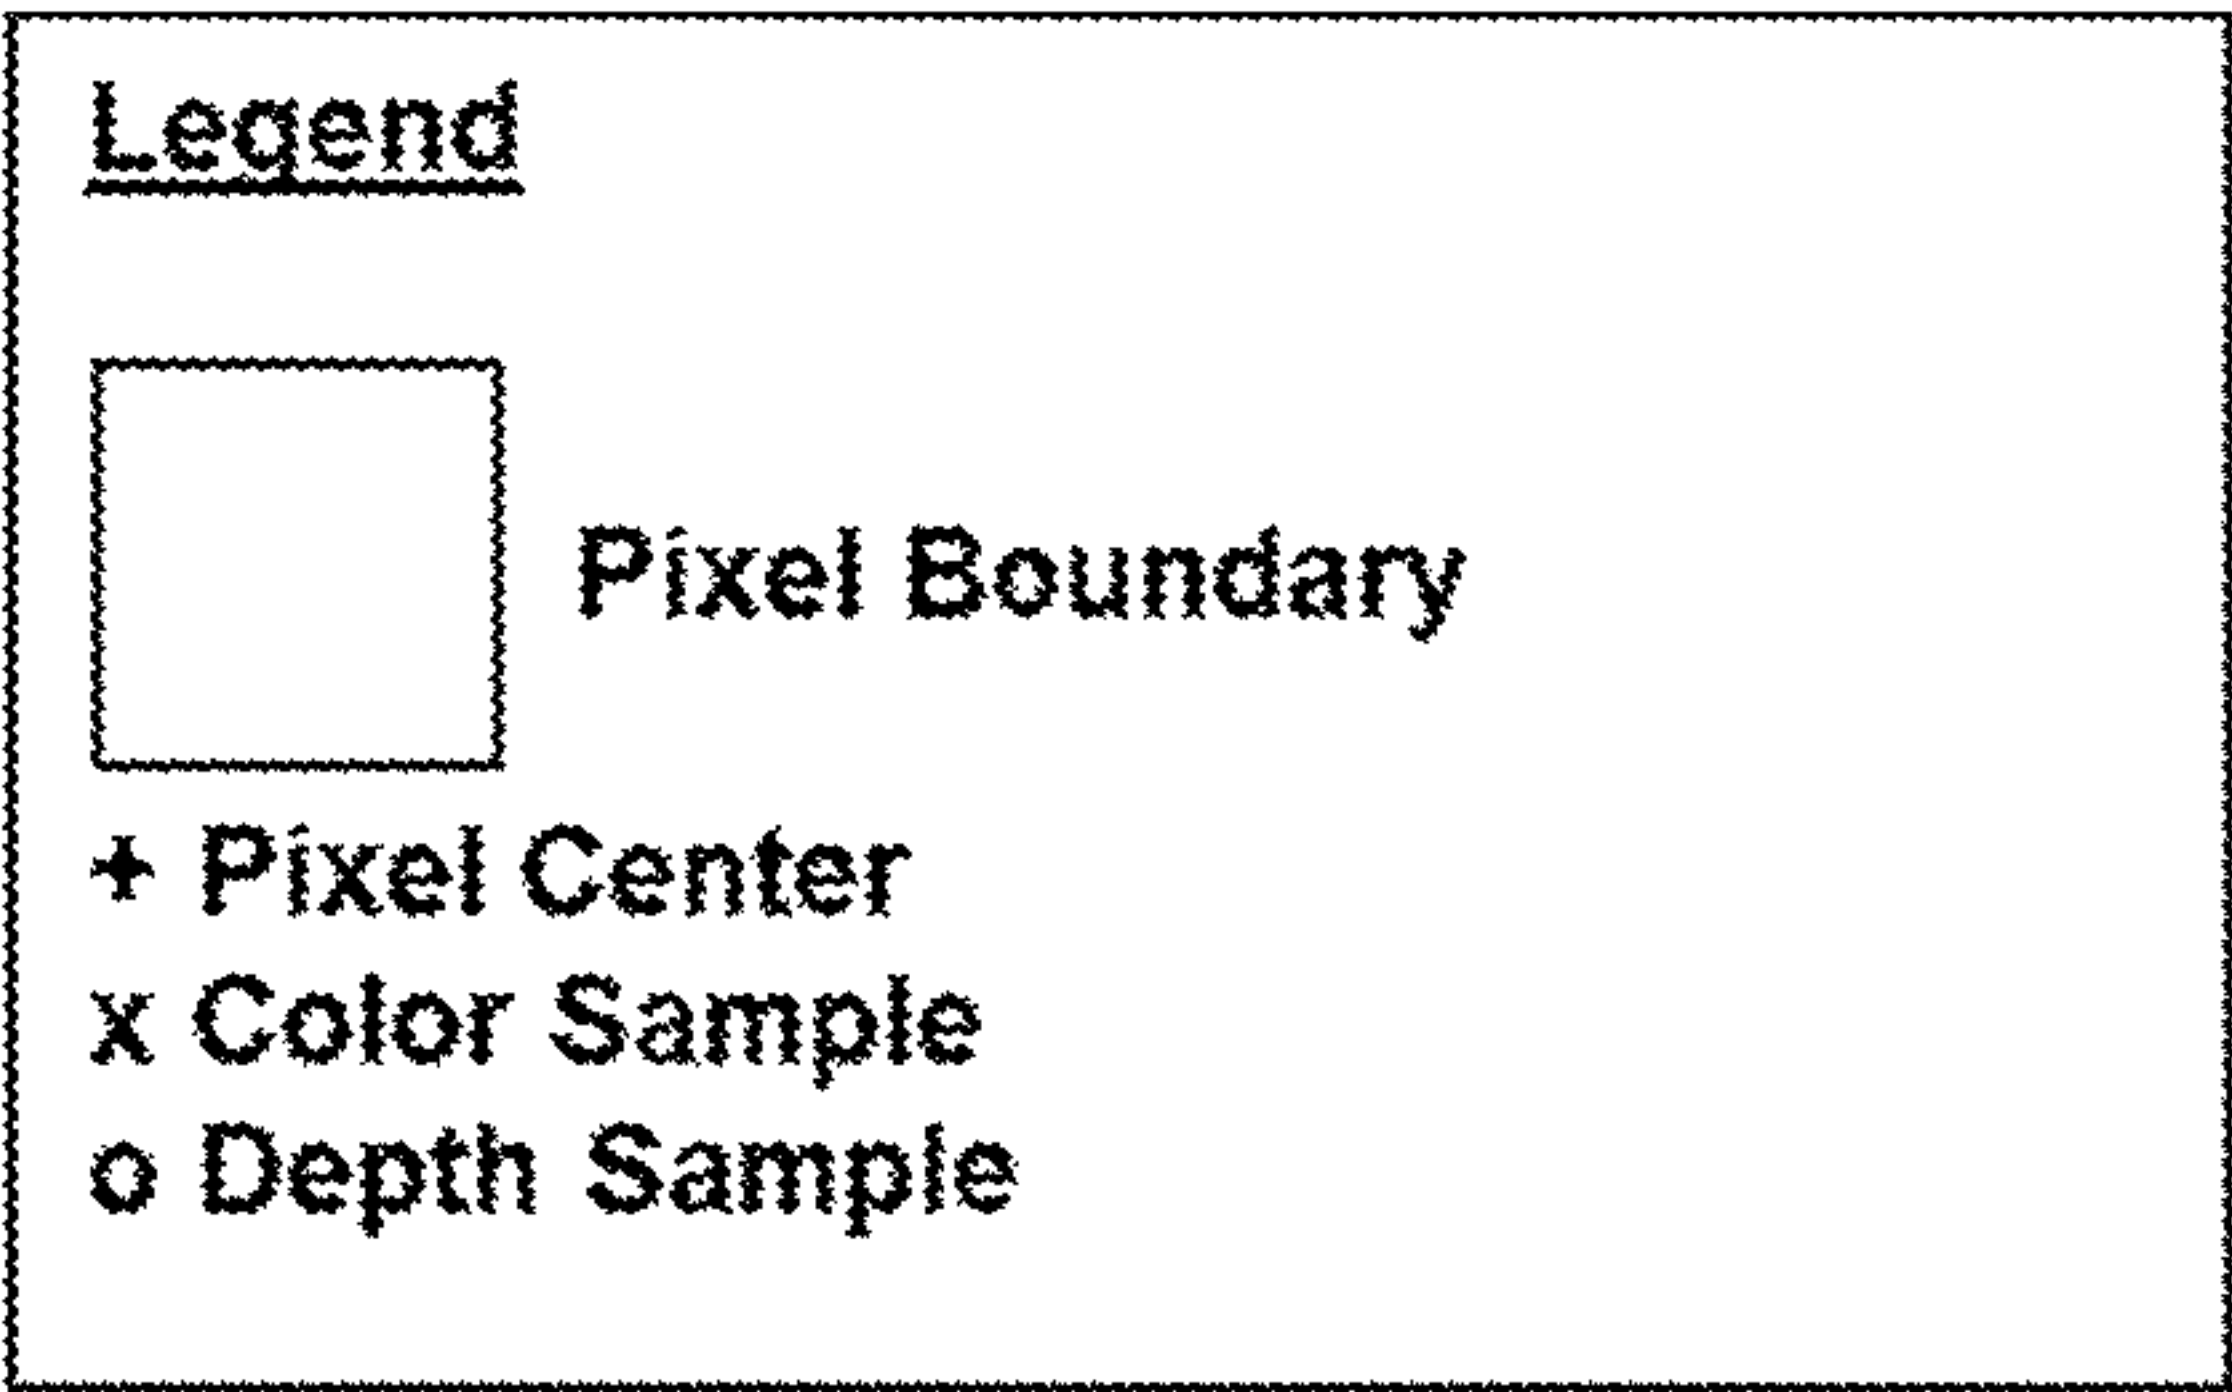 Legend
Pixel Boundary
+ Pixel Center
x Color Sample
o Depth Sample